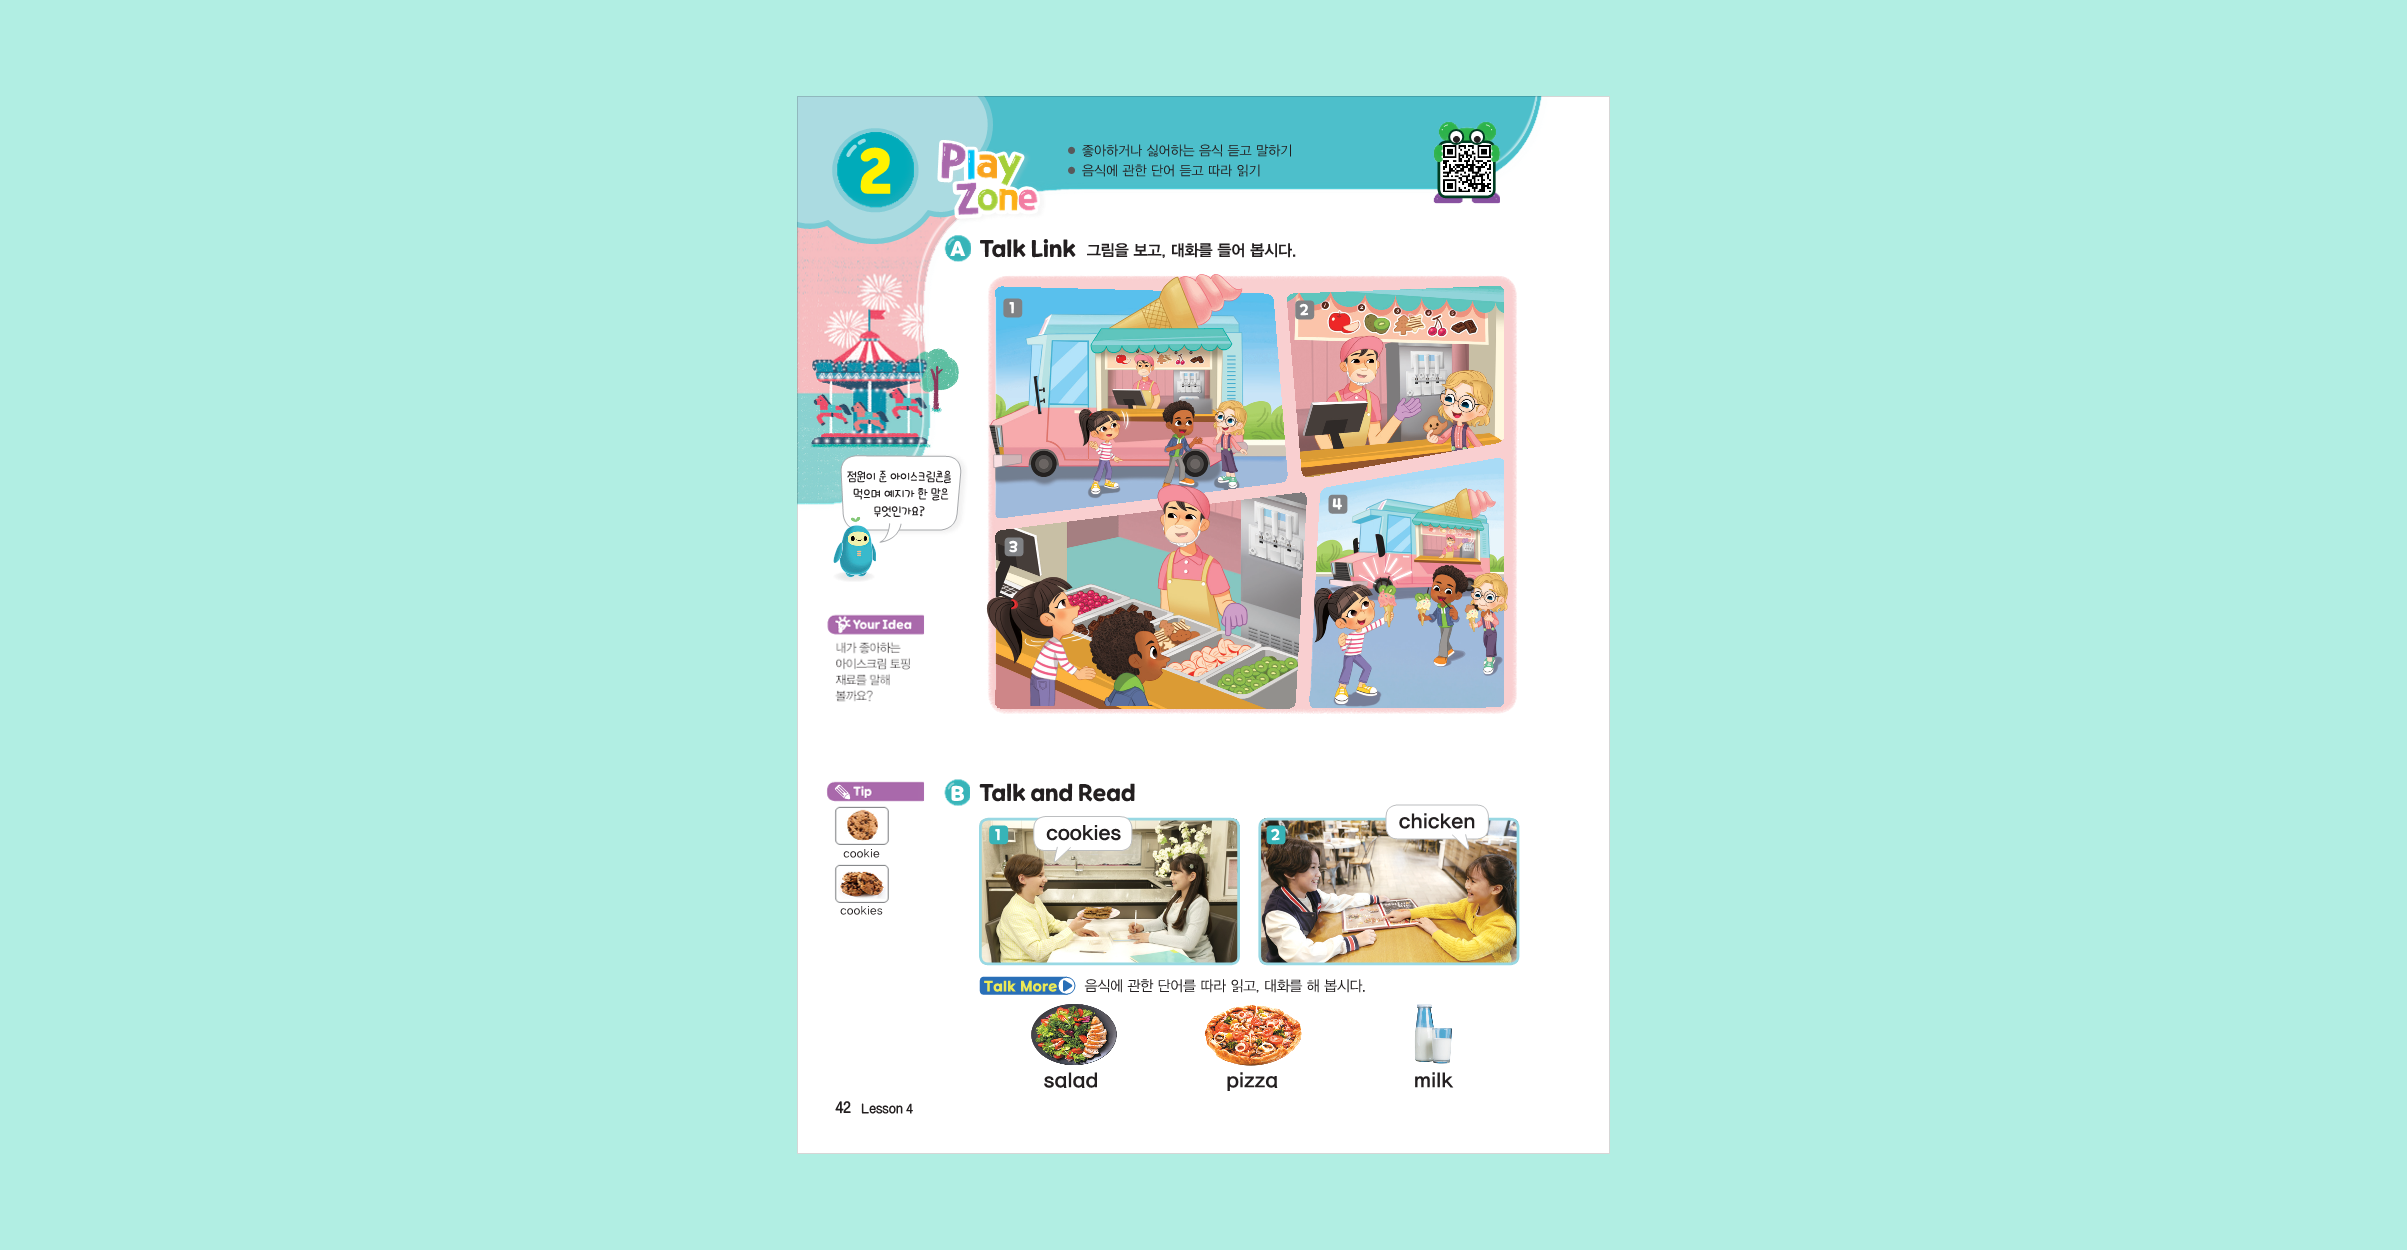 2
Play
Zone
● 좋아하거나 싫어하는 음식 듣고 말하기
● 음식에 관한 단어 듣고 따라 읽기
A Talk Link 그림을 보고, 대화를 들어 봅시다.
1
2
3
4
점원이 준 아이스크림콘을
먹으며 예지가 한 말은
무엇인가요?
Your Idea
내가 좋아하는
아이스크림 토핑
재료를 말해
볼까요?
Tip
cookie
cookies
B Talk and Read
1 cookies
2 chicken
Talk More 음식에 관한 단어를 따라 읽고, 대화를 해 봅시다.
salad
pizza
milk
42 Lesson 4